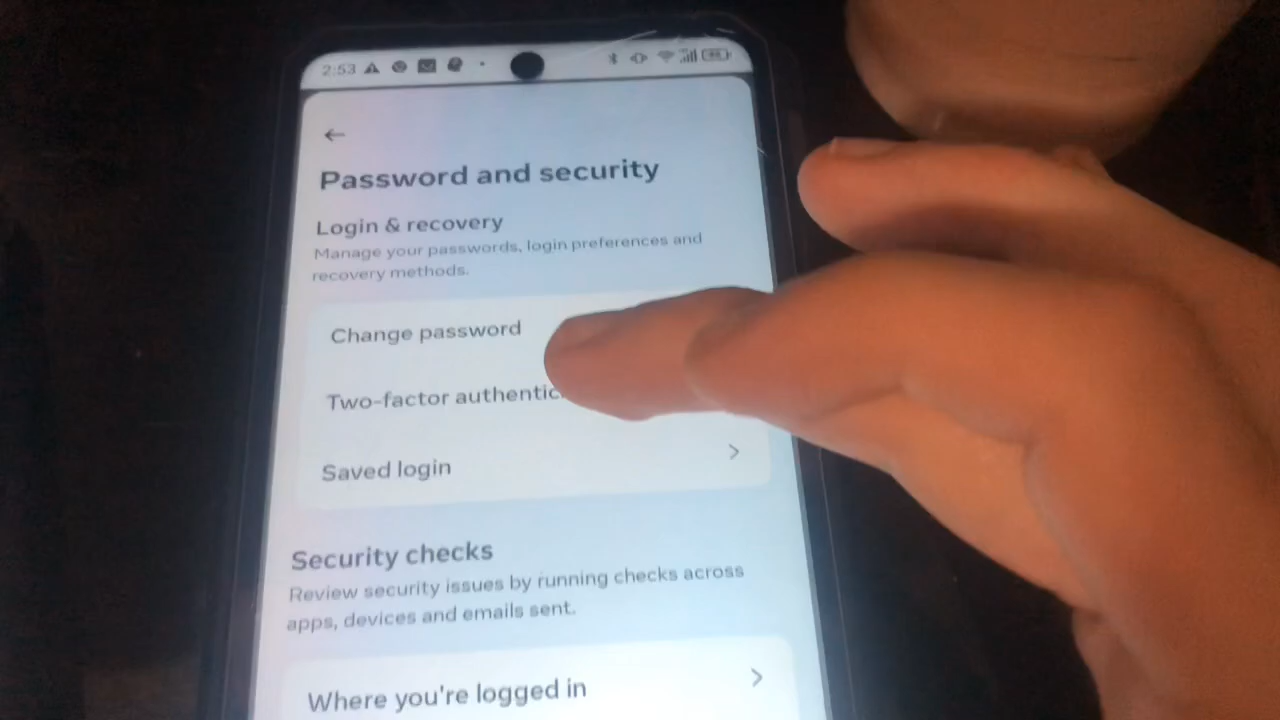 2:53
Password and security
Login & recovery
Manage your passwords, login preferences and
recovery methods.
Change password
Two-factor authentic
Saved login
Security checks
Review security issues by running checks across
apps, devices and emails sent.
Where you're logged in